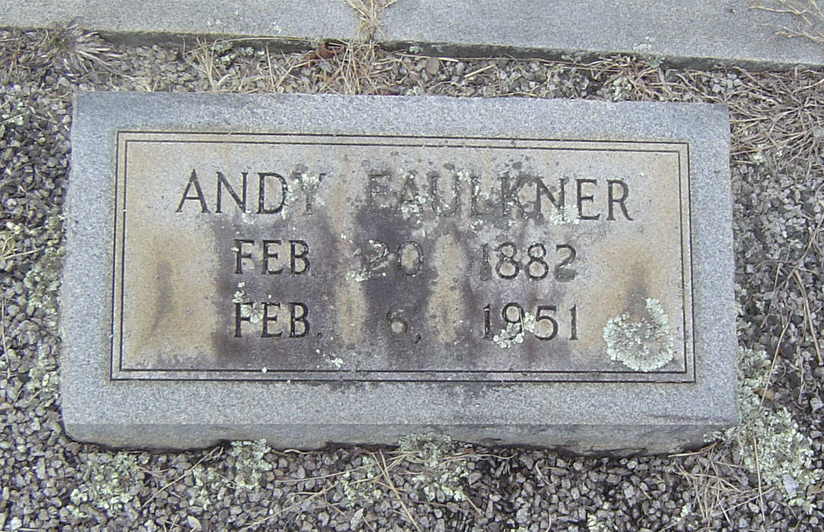 ANDY FAULKNER
FEB 20 1882
FEB. 6, 1951